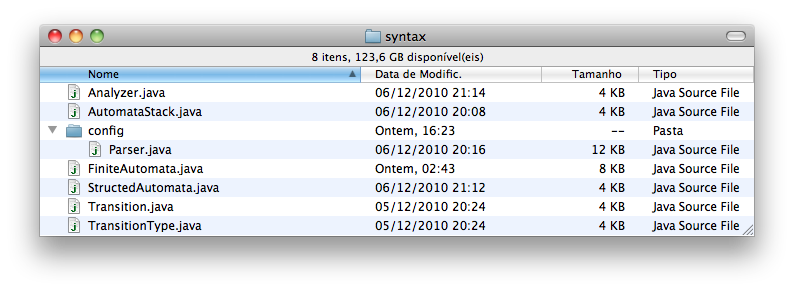 syntax
8 itens, 123,6 GB disponível(eis)
Nome Data de Modific. Tamanho Tipo
Analyzer.java 06/12/2010 21:14 4 KB Java Source File
AutomataStack.java 06/12/2010 20:08 4 KB Java Source File
config Ontem, 16:23 -- Pasta
Parser.java 06/12/2010 20:16 12 KB Java Source File
FiniteAutomata.java Ontem, 02:43 8 KB Java Source File
StructedAutomata.java 06/12/2010 21:12 4 KB Java Source File
Transition.java 05/12/2010 20:24 4 KB Java Source File
TransitionType.java 05/12/2010 20:24 4 KB Java Source File